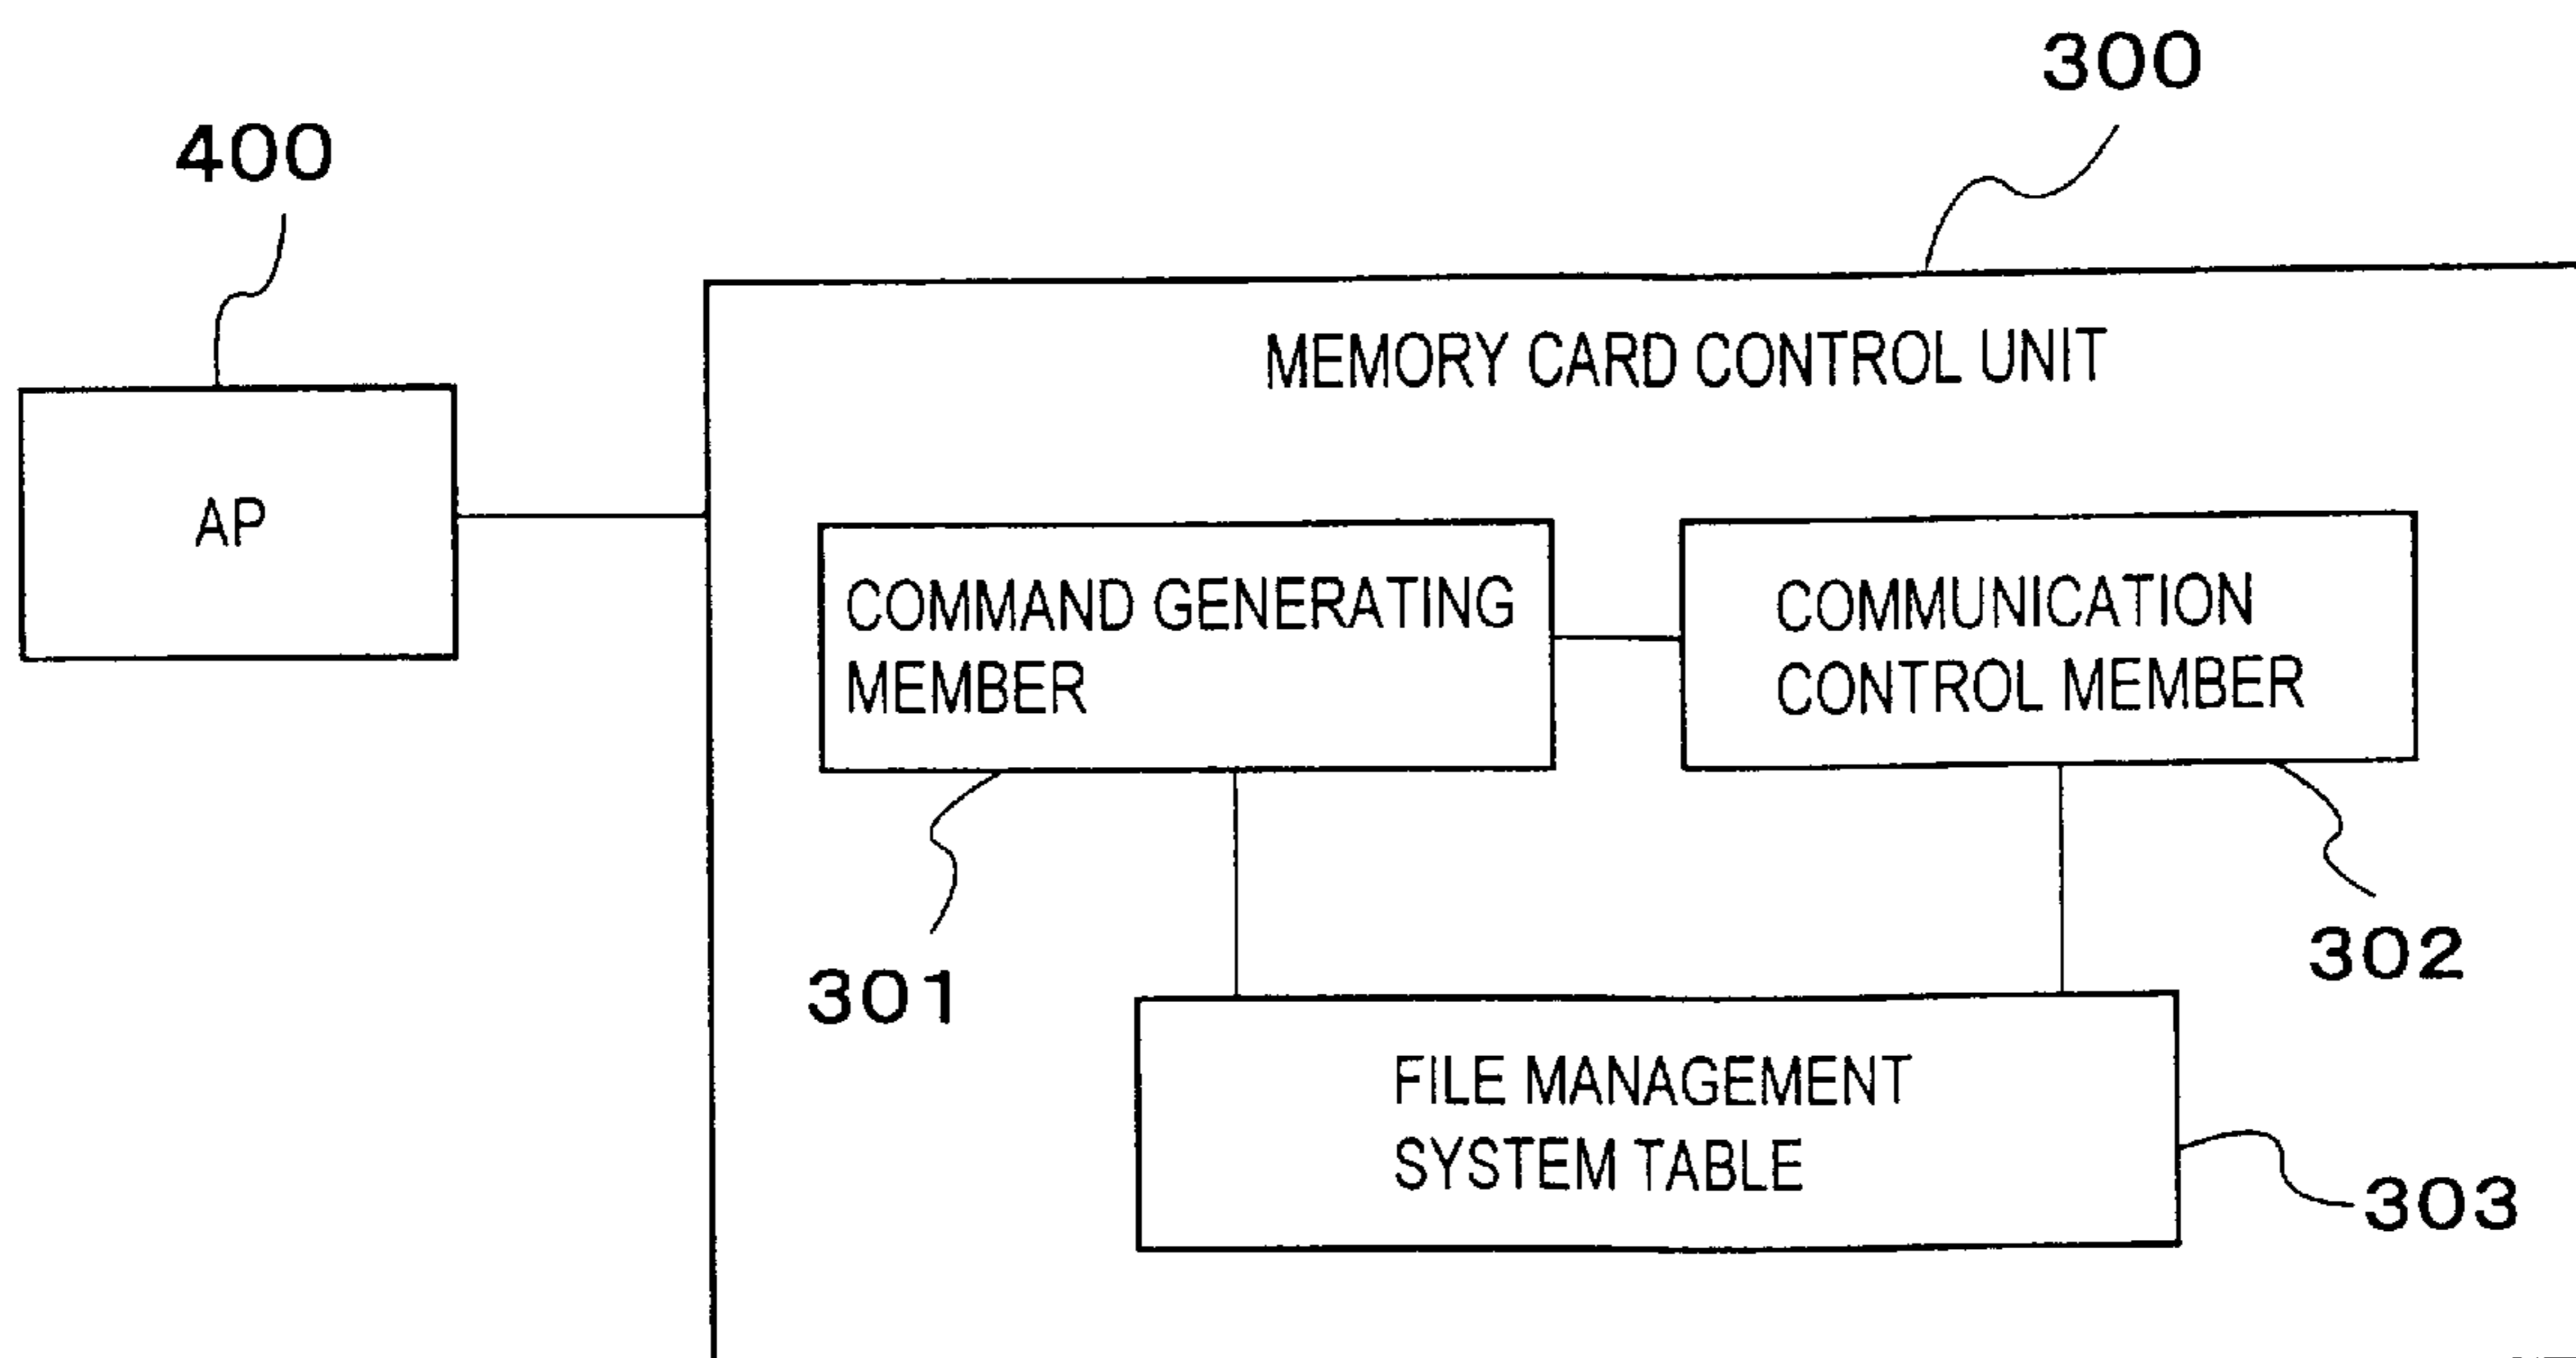 300
400
MEMORY CARD CONTROL UNIT
AP
COMMAND GENERATING
MEMBER
COMMUNICATION
CONTROL MEMBER
301
302
FILE MANAGEMENT
SYSTEM TABLE
303